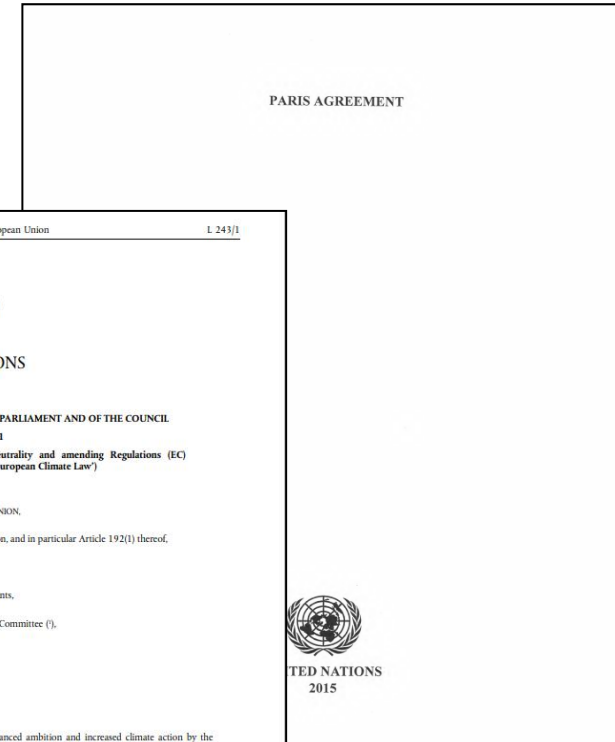 PARIS AGREEMENT
opean Union L 243/1
ONS
PARLIAMENT AND OF THE COUNCIL
1
eutrality and amending Regulations (EC)
uropean Climate Law’)
NION,
n, and in particular Article 192(1) thereof,
nts,
Committee (¹),
TED NATIONS
2015
anced ambition and increased climate action by the